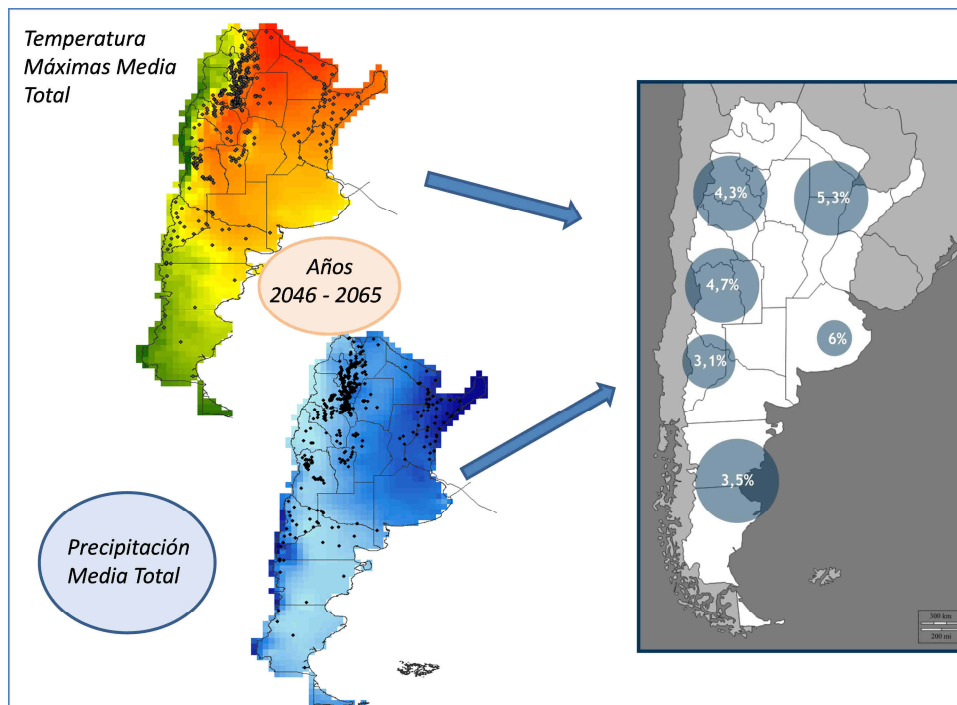 Temperatura
Máximas Media
Total
Años
2046 - 2065
Precipitación
Media Total
4,3%
5,3%
4,7%
6%
3,1%
3,5%
300 km
200 mi